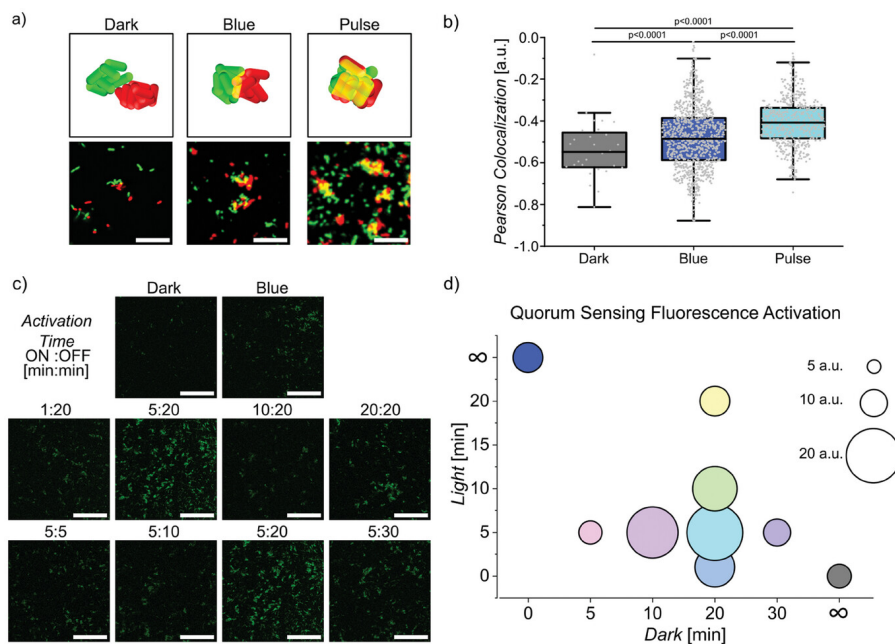 a)
Dark Blue Pulse
b)
p<0.0001
p<0.0001 p<0.0001
Pearson Colocalization [a.u.]
0.0
-0.2
-0.4
-0.6
-0.8
-1.0
Dark Blue Pulse
c)
Dark Blue
Activation
Time
ON :OFF
[min:min]
1:20 5:20 10:20 20:20
5:5 5:10 5:20 5:30
d)
Quorum Sensing Fluorescence Activation
Light [min]
∞
20
15
10
5
0
5 a.u.
10 a.u.
20 a.u.
0 5 10 20 30 ∞
Dark [min]